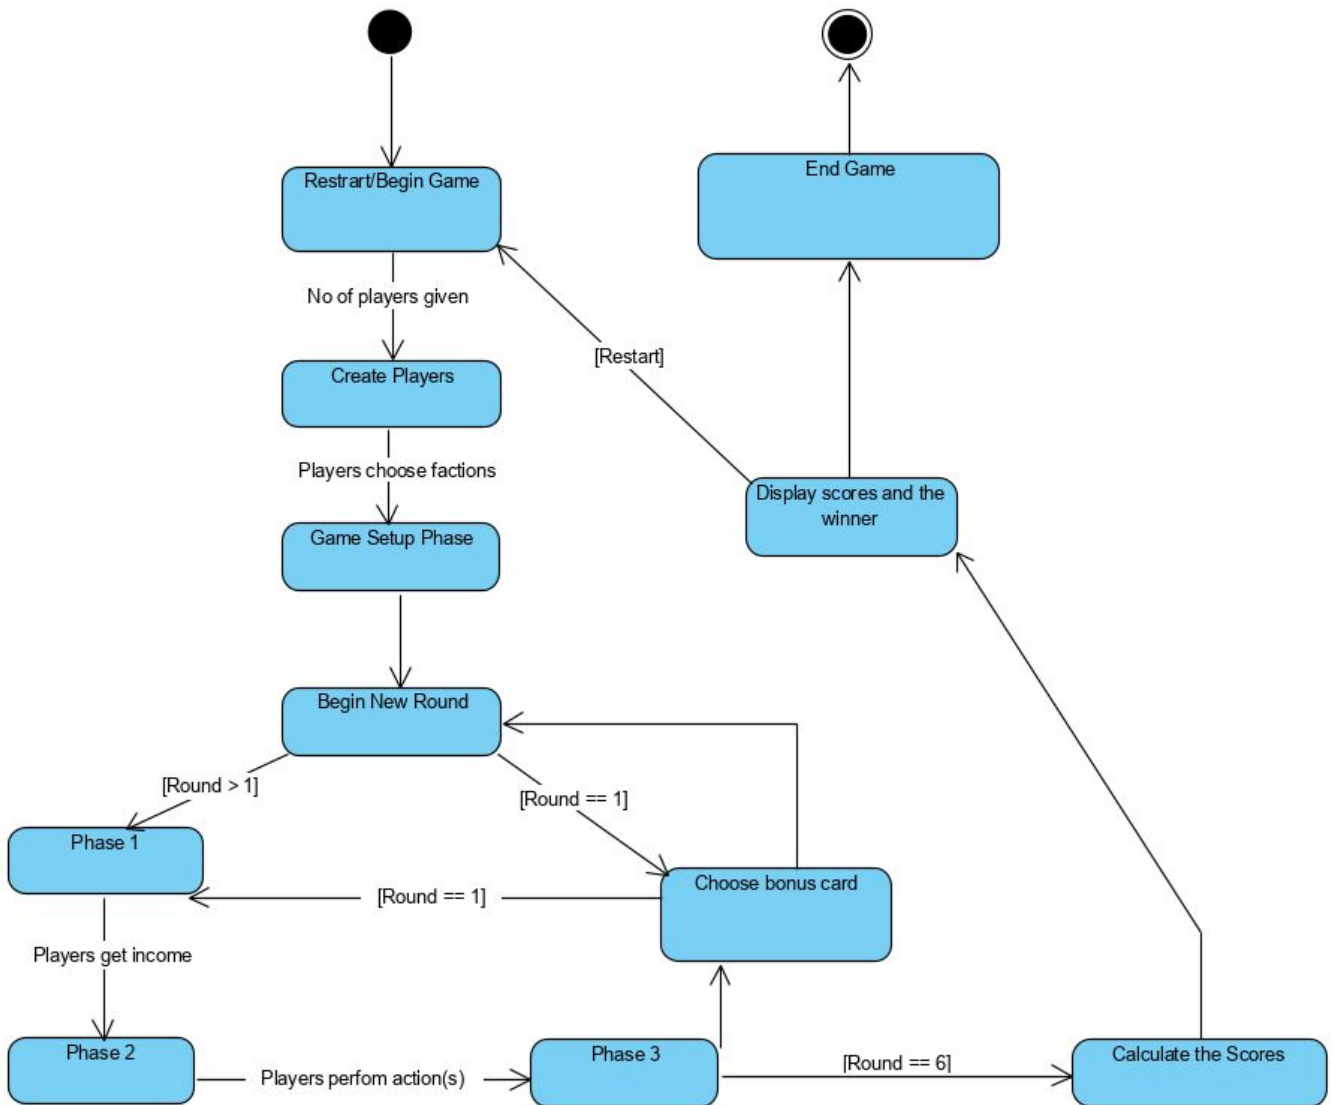 Restrart/Begin Game
End Game
No of players given
[Restart]
Create Players
Players choose factions
Display scores and the
winner
Game Setup Phase
Begin New Round
[Round > 1]
[Round == 1]
Phase 1
Choose bonus card
[Round == 1]
Players get income
Phase 2
Players perfom action(s)
Phase 3
[Round == 6]
Calculate the Scores